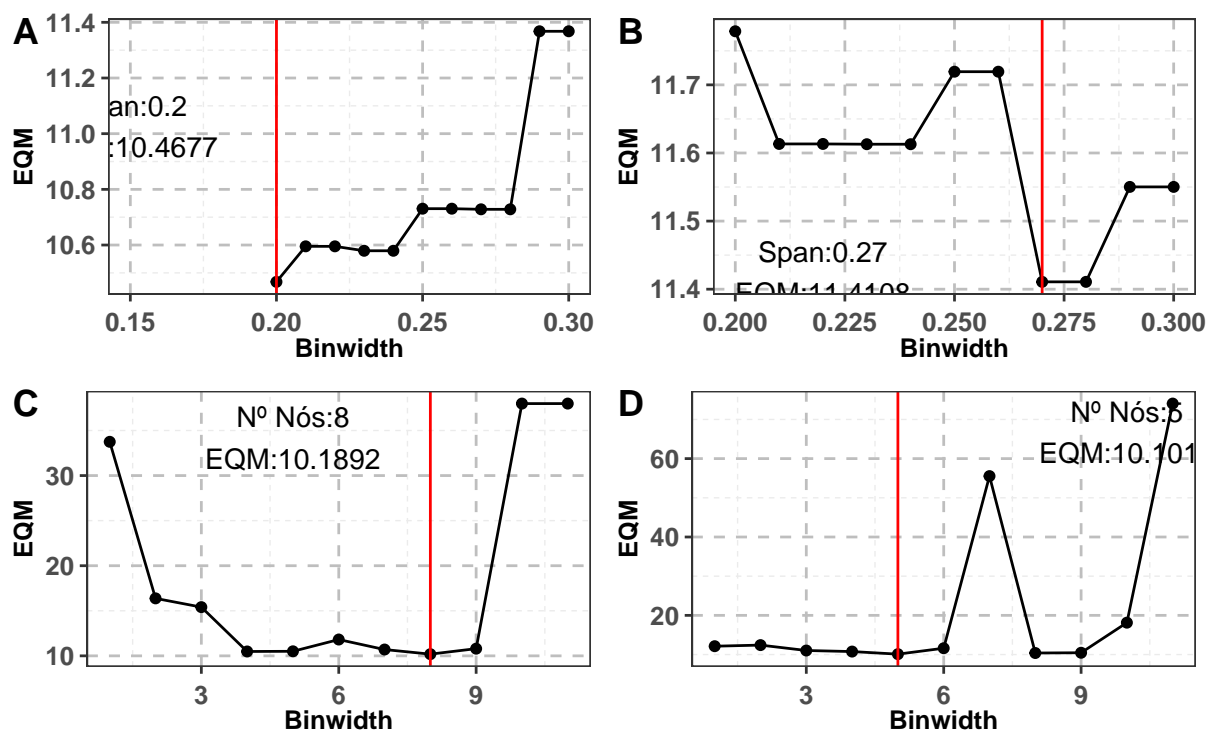 A
11.4
11.2
11.0
10.8
10.6
EQM
an:0.2
:10.4677
0.15 0.20 0.25 0.30
Binwidth
B
11.7
11.6
11.5
11.4
EQM
Span:0.27
EQM:11.4108
0.200 0.225 0.250 0.275 0.300
Binwidth
C
30
20
10
EQM
Nº Nós:8
EQM:10.1892
3 6 9
Binwidth
D
60
40
20
EQM
Nº Nós:5
EQM:10.101
3 6 9
Binwidth